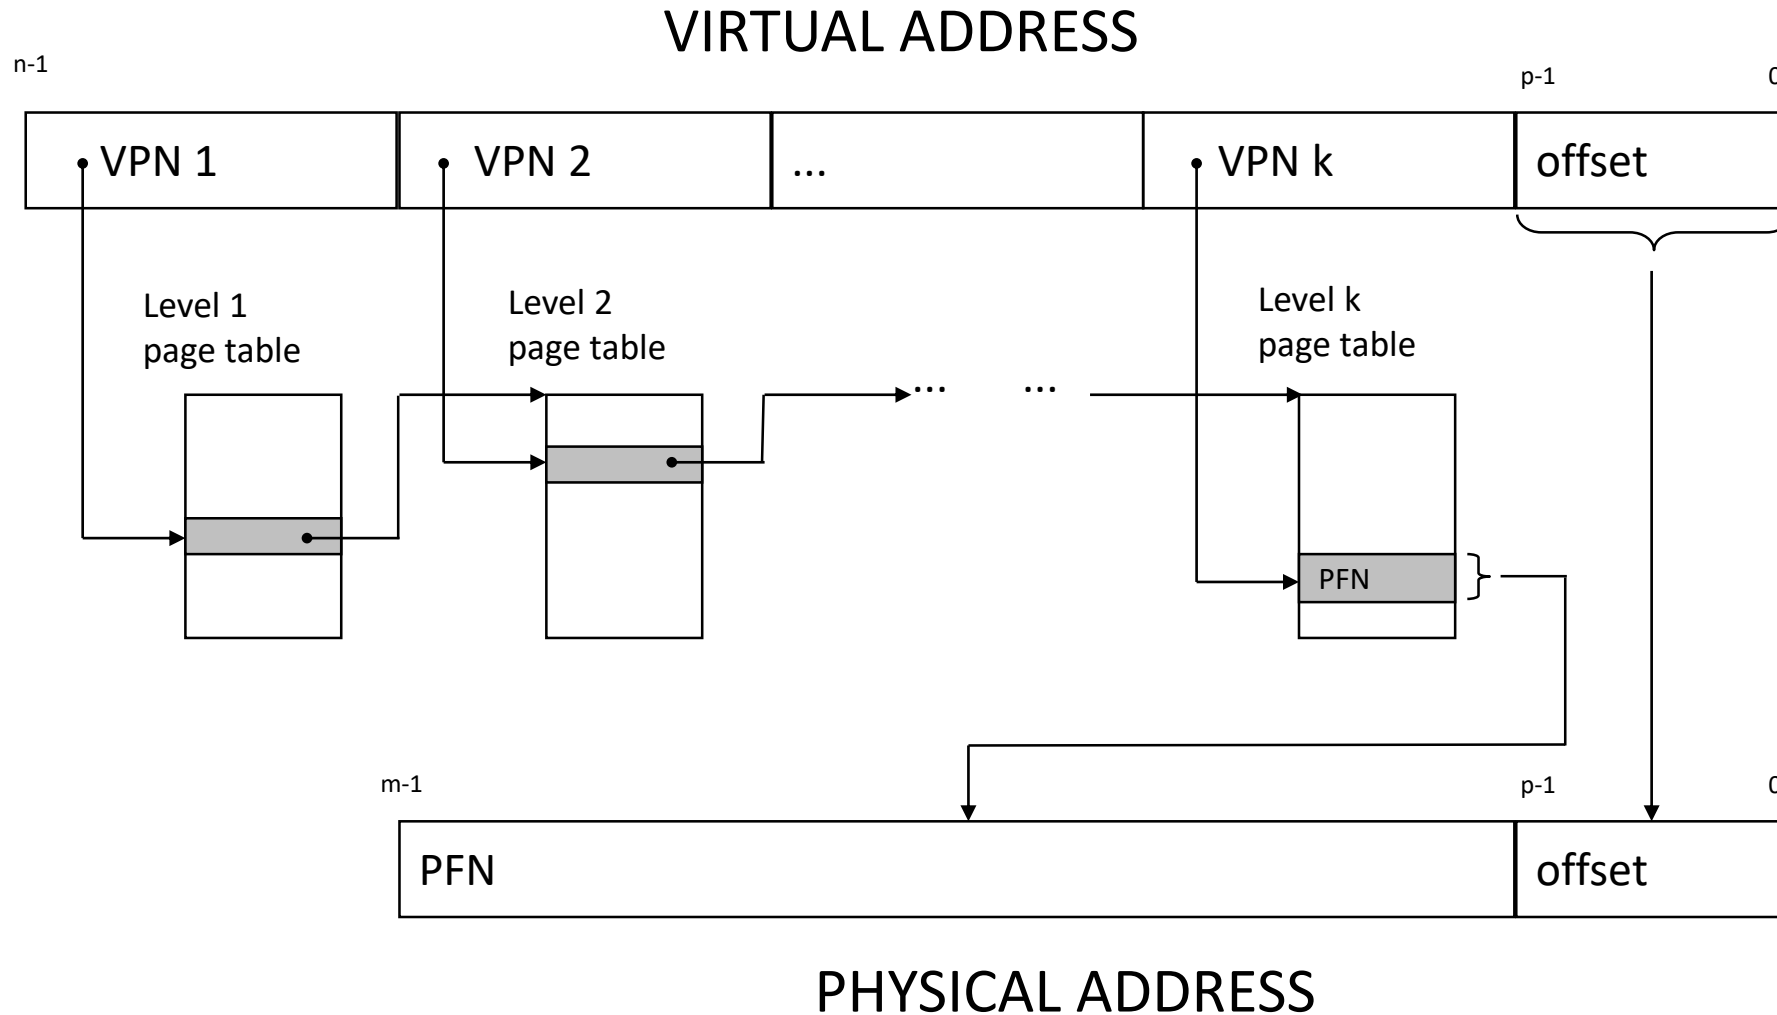 VIRTUAL ADDRESS
n-1
p-1
0
VPN 1
VPN 2
...
VPN k
offset
Level 1
page table
Level 2
page table
Level k
page table
...
...
PFN
m-1
p-1
0
PFN
offset
PHYSICAL ADDRESS